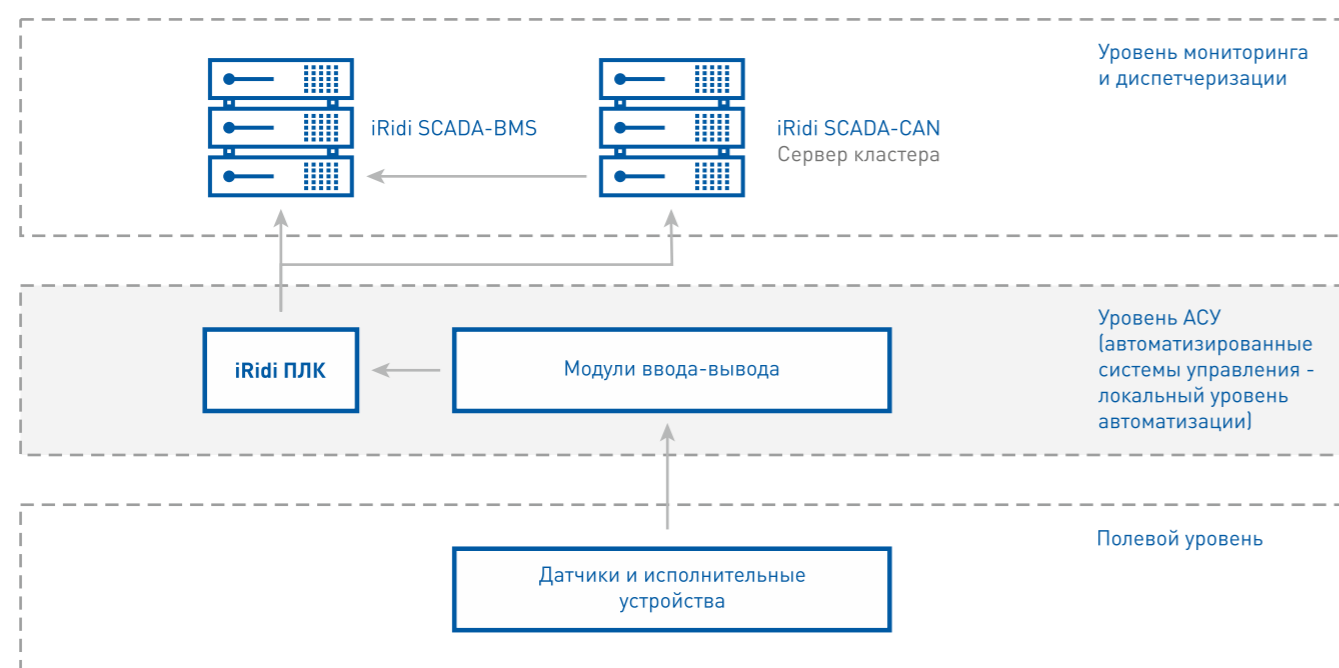 Уровень мониторинга
и диспетчеризации
iRidi SCADA-BMS
iRidi SCADA-CAN
Сервер кластера
Уровень АСУ
(автоматизированные
системы управления -
локальный уровень
автоматизации)
iRidi ПЛК
Модули ввода-вывода
Полевой уровень
Датчики и исполнительные
устройства